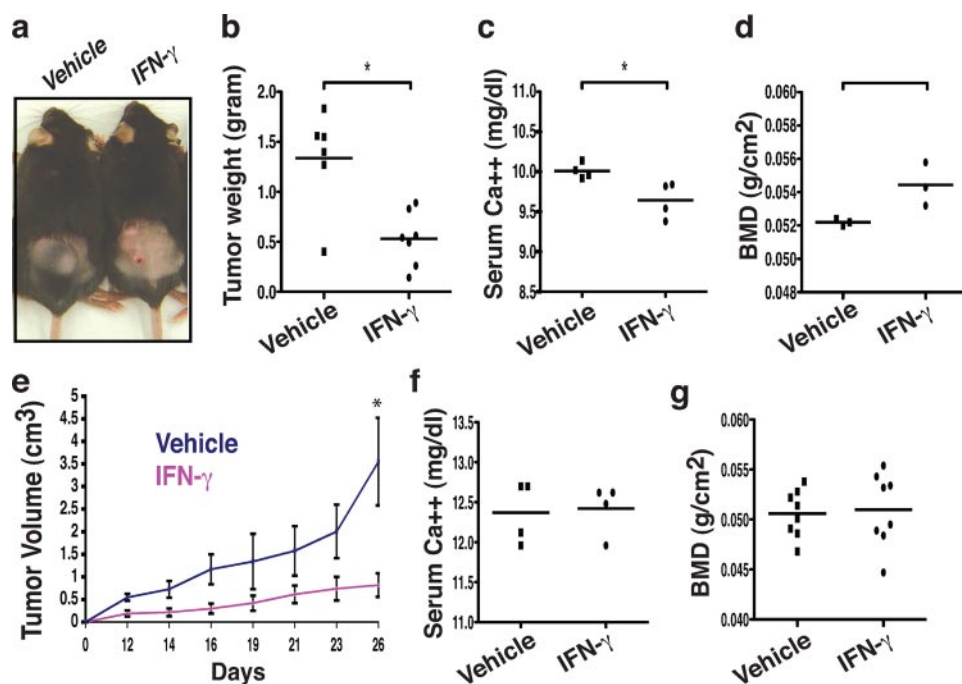 a
Vehicle
IFN-γ
b
*
Tumor weight (gram)
2.0
1.5
1.0
0.5
0.0
Vehicle
IFN-γ
c
*
Serum Ca++ (mg/dl)
11.0
10.5
10.0
9.5
9.0
8.5
Vehicle
IFN-γ
d
BMD (g/cm2)
0.060
0.058
0.056
0.054
0.052
0.050
0.048
Vehicle
IFN-γ
e
Tumor Volume (cm3)
5
4.5
4
3.5
3
2.5
2
1.5
1
0.5
0
Vehicle
IFN-γ
*
0 12 14 16 19 21 23 26
Days
f
Serum Ca++ (mg/dl)
13.5
13.0
12.5
12.0
11.5
11.0
Vehicle
IFN-γ
g
BMD (g/cm2)
0.060
0.055
0.050
0.045
0.040
Vehicle
IFN-γ